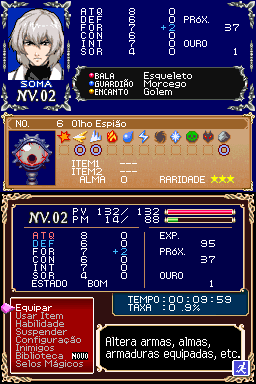 ATQ 8 0
DEF 6 0 PRÓX.
FOR 7 +2 37
CON 6 0
INT 7 0 OURO
SOR 4 0 1
SOMA
NV.02
BALA Esqueleto
GUARDIÃO Morcego
ENCANTO Golem
NO. 6 Olho Espião
ITEM1 ---
ITEM2 ---
ALMA 0 RARIDADE ★★★
NV.02 PV 132/132
PM 14/ 88
ATQ 8 0 EXP.
DEF 6 0 95
FOR 7 +2 PRÓX.
CON 6 0 37
INT 7 0
SOR 4 0 OURO
ESTADO BOM 1
Equipar
Usar Item
Habilidade
Suspender
Configuração
Inimigos
Biblioteca NOVO
Selos Mágicos
TEMPO:00:09:59
TAXA :0.9%
Altera armas, almas,
armaduras equipadas, etc.